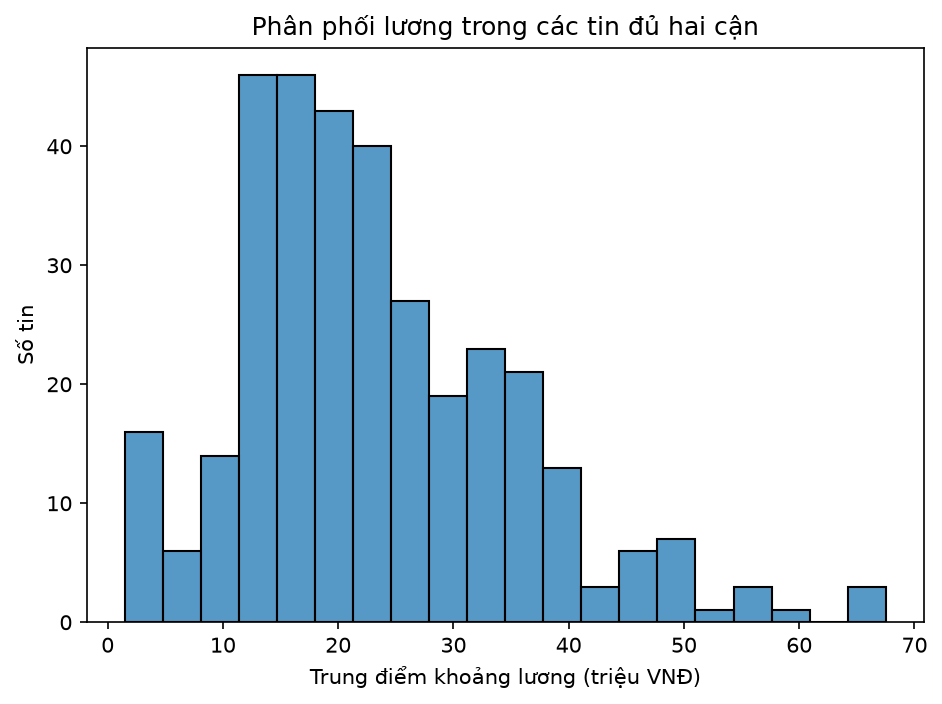 Phân phối lương trong các tin đủ hai cận
Số tin
40
30
20
10
0
0 10 20 30 40 50 60 70
Trung điểm khoảng lương (triệu VNĐ)